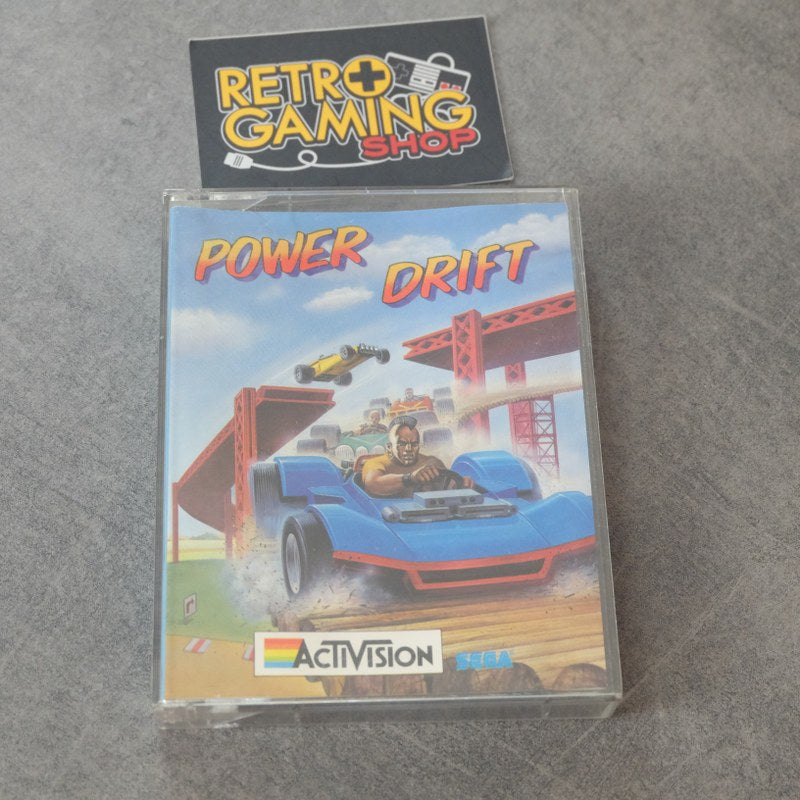 RETRO
GAMING
SHOP
POWER DRIFT
ACTIVISION SEGA